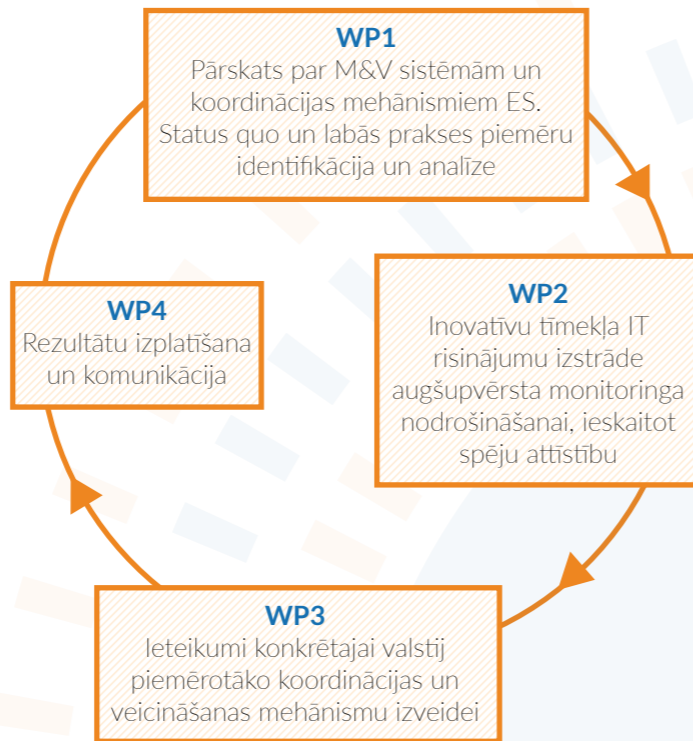 WP1
Pārskats par M&V sistēmām un
koordinācijas mehānismiem ES.
Status quo un labās prakses piemēru
identifikācija un analīze
WP2
Inovatīvu tīmekļa IT
risinājumu izstrāde
augšupvērsta monitoringa
nodrošināšanai, ieskaitot
spēju attīstību
WP3
Ieteikumi konkrētajai valstij
piemērotāko koordinācijas un
veicināšanas mehānismu izveidei
WP4
Rezultātu izplatīšana
un komunikācija